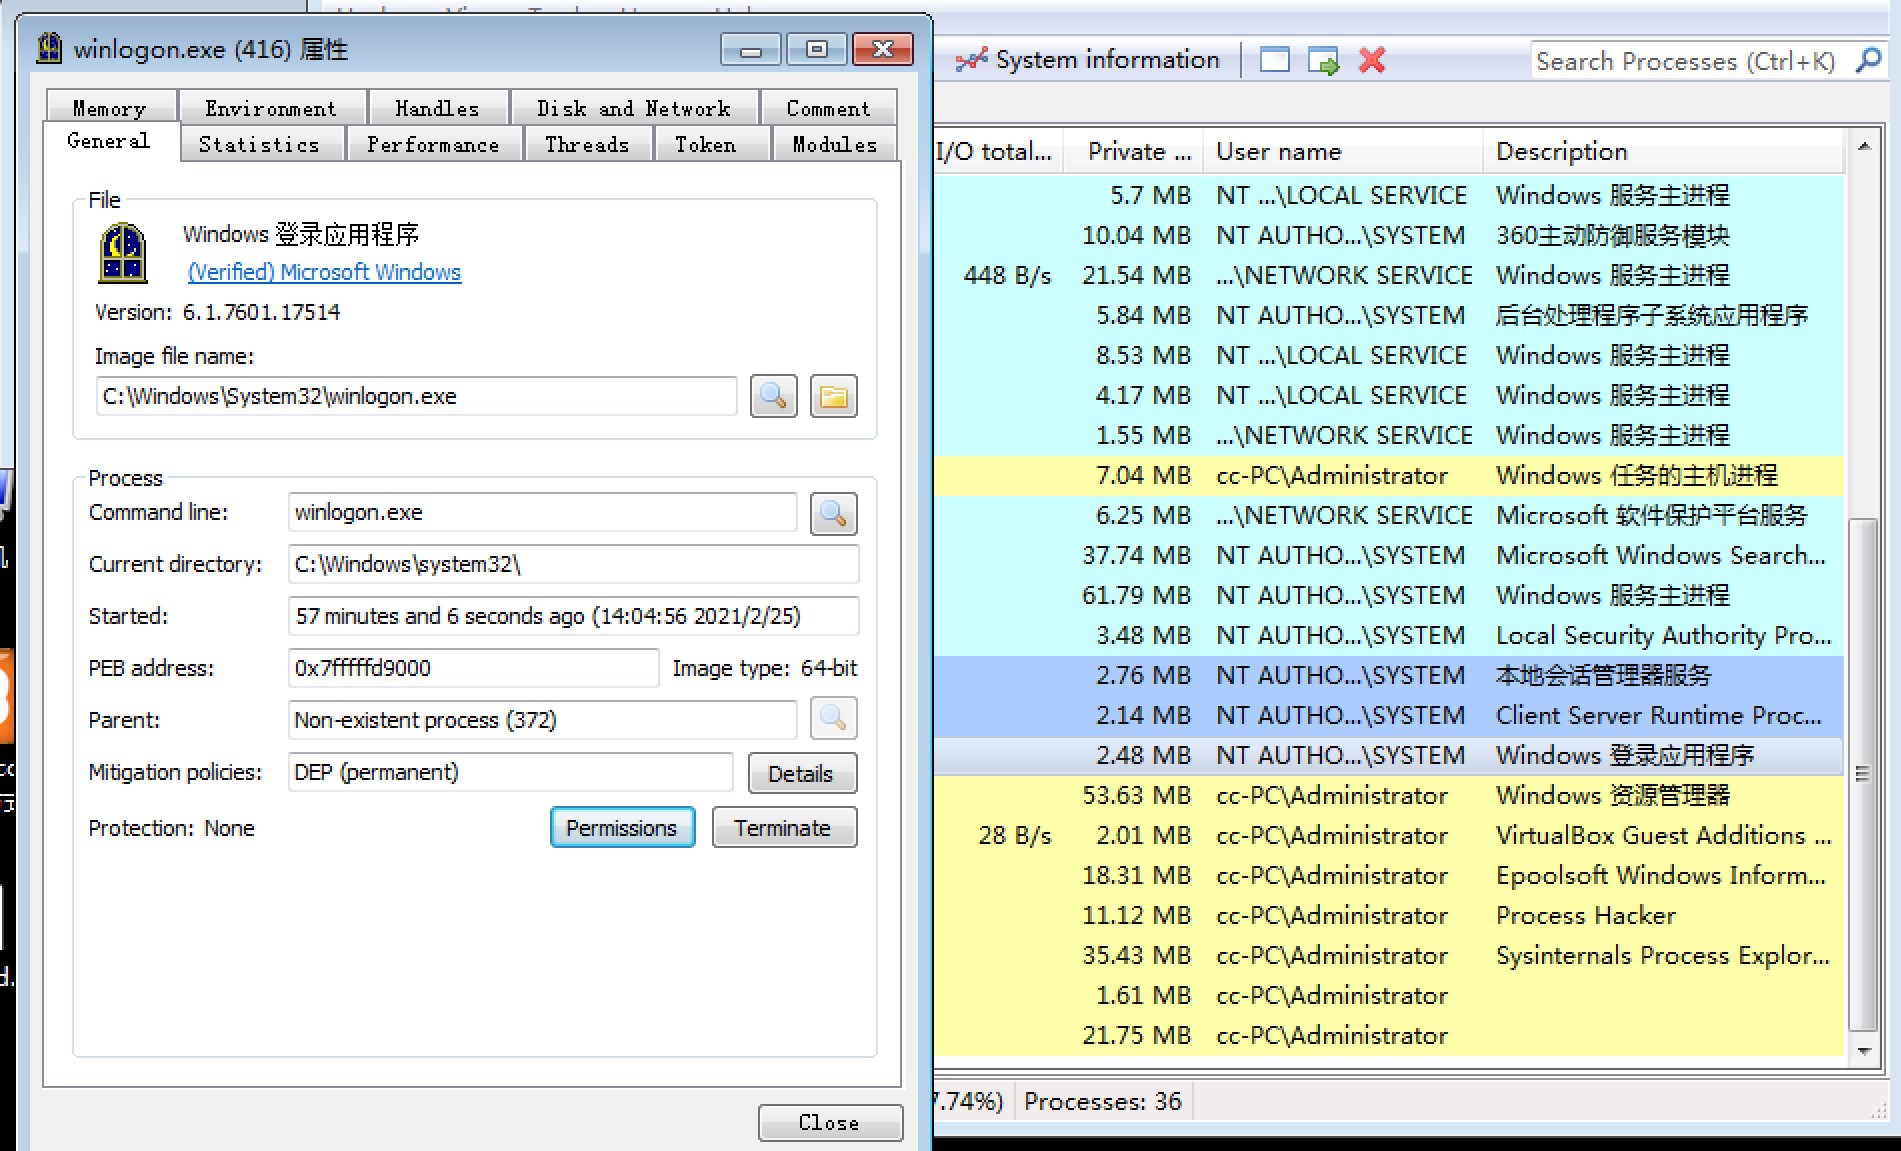 winlogon.exe (416) 属性
Memory Environment Handles Disk and Network Comment
General Statistics Performance Threads Token Modules
File
Windows 登录应用程序
(Verified) Microsoft Windows
Version: 6.1.7601.17514
Image file name:
C:\Windows\System32\winlogon.exe
Process
Command line: winlogon.exe
Current directory: C:\Windows\system32\
Started: 57 minutes and 6 seconds ago (14:04:56 2021/2/25)
PEB address: 0x7fffffd9000 Image type: 64-bit
Parent: Non-existent process (372)
Mitigation policies: DEP (permanent) Details
Protection: None Permissions Terminate
Close
System information Search Processes (Ctrl+K)
I/O total... Private ... User name Description
5.7 MB NT ...\LOCAL SERVICE Windows 服务主进程
10.04 MB NT AUTHO...\SYSTEM 360主动防御服务模块
448 B/s 21.54 MB ...\NETWORK SERVICE Windows 服务主进程
5.84 MB NT AUTHO...\SYSTEM 后台处理程序子系统应用程序
8.53 MB NT ...\LOCAL SERVICE Windows 服务主进程
4.17 MB NT ...\LOCAL SERVICE Windows 服务主进程
1.55 MB ...\NETWORK SERVICE Windows 服务主进程
7.04 MB cc-PC\Administrator Windows 任务的主机进程
6.25 MB ...\NETWORK SERVICE Microsoft 软件保护平台服务
37.74 MB NT AUTHO...\SYSTEM Microsoft Windows Search...
61.79 MB NT AUTHO...\SYSTEM Windows 服务主进程
3.48 MB NT AUTHO...\SYSTEM Local Security Authority Pro...
2.76 MB NT AUTHO...\SYSTEM 本地会话管理器服务
2.14 MB NT AUTHO...\SYSTEM Client Server Runtime Proc...
2.48 MB NT AUTHO...\SYSTEM Windows 登录应用程序
53.63 MB cc-PC\Administrator Windows 资源管理器
28 B/s 2.01 MB cc-PC\Administrator VirtualBox Guest Additions ...
18.31 MB cc-PC\Administrator Epoolsoft Windows Inform...
11.12 MB cc-PC\Administrator Process Hacker
35.43 MB cc-PC\Administrator Sysinternals Process Explor...
1.61 MB cc-PC\Administrator
21.75 MB cc-PC\Administrator
7.74%) Processes: 36